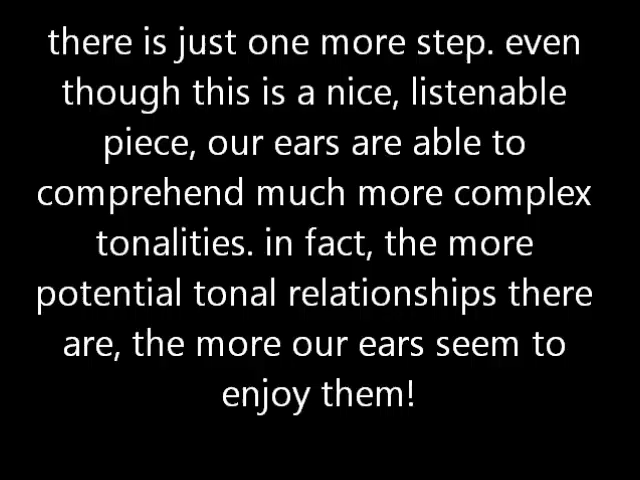 there is just one more step. even
though this is a nice, listenable
piece, our ears are able to
comprehend much more complex
tonalities. in fact, the more
potential tonal relationships there
are, the more our ears seem to
enjoy them!